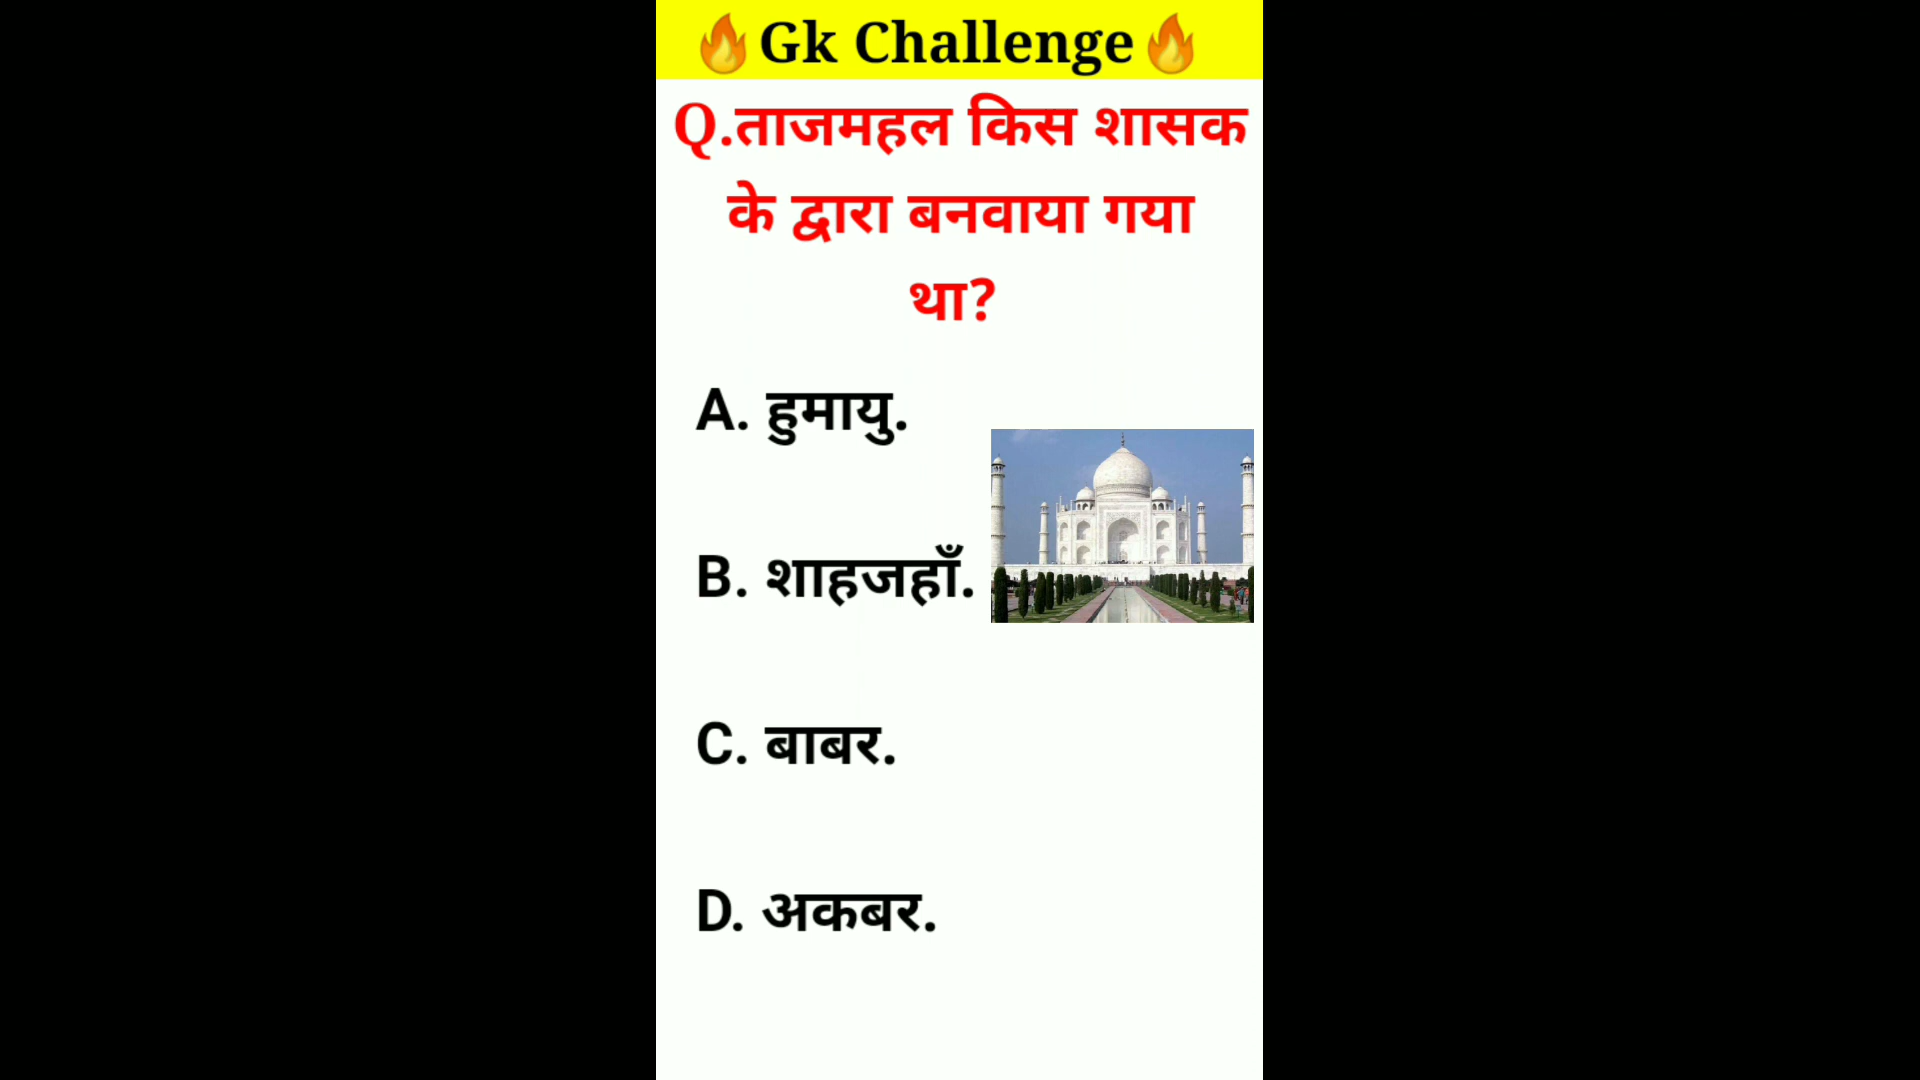 🔥Gk Challenge🔥
Q.ताजमहल किस शासक
के द्वारा बनवाया गया
था?
A. हुमायु.
B. शाहजहाँ.
C. बाबर.
D. अकबर.